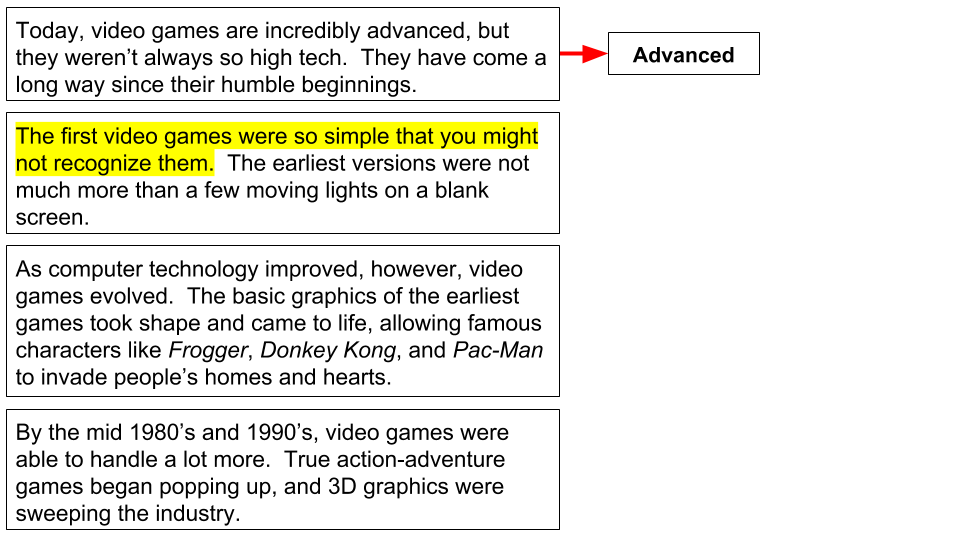 Today, video games are incredibly advanced, but
they weren’t always so high tech.  They have come a
long way since their humble beginnings.
Advanced
The first video games were so simple that you might
not recognize them.  The earliest versions were not
much more than a few moving lights on a blank
screen.
As computer technology improved, however, video
games evolved.  The basic graphics of the earliest
games took shape and came to life, allowing famous
characters like Frogger, Donkey Kong, and Pac-Man
to invade people’s homes and hearts.
By the mid 1980’s and 1990’s, video games were
able to handle a lot more.  True action-adventure
games began popping up, and 3D graphics were
sweeping the industry.